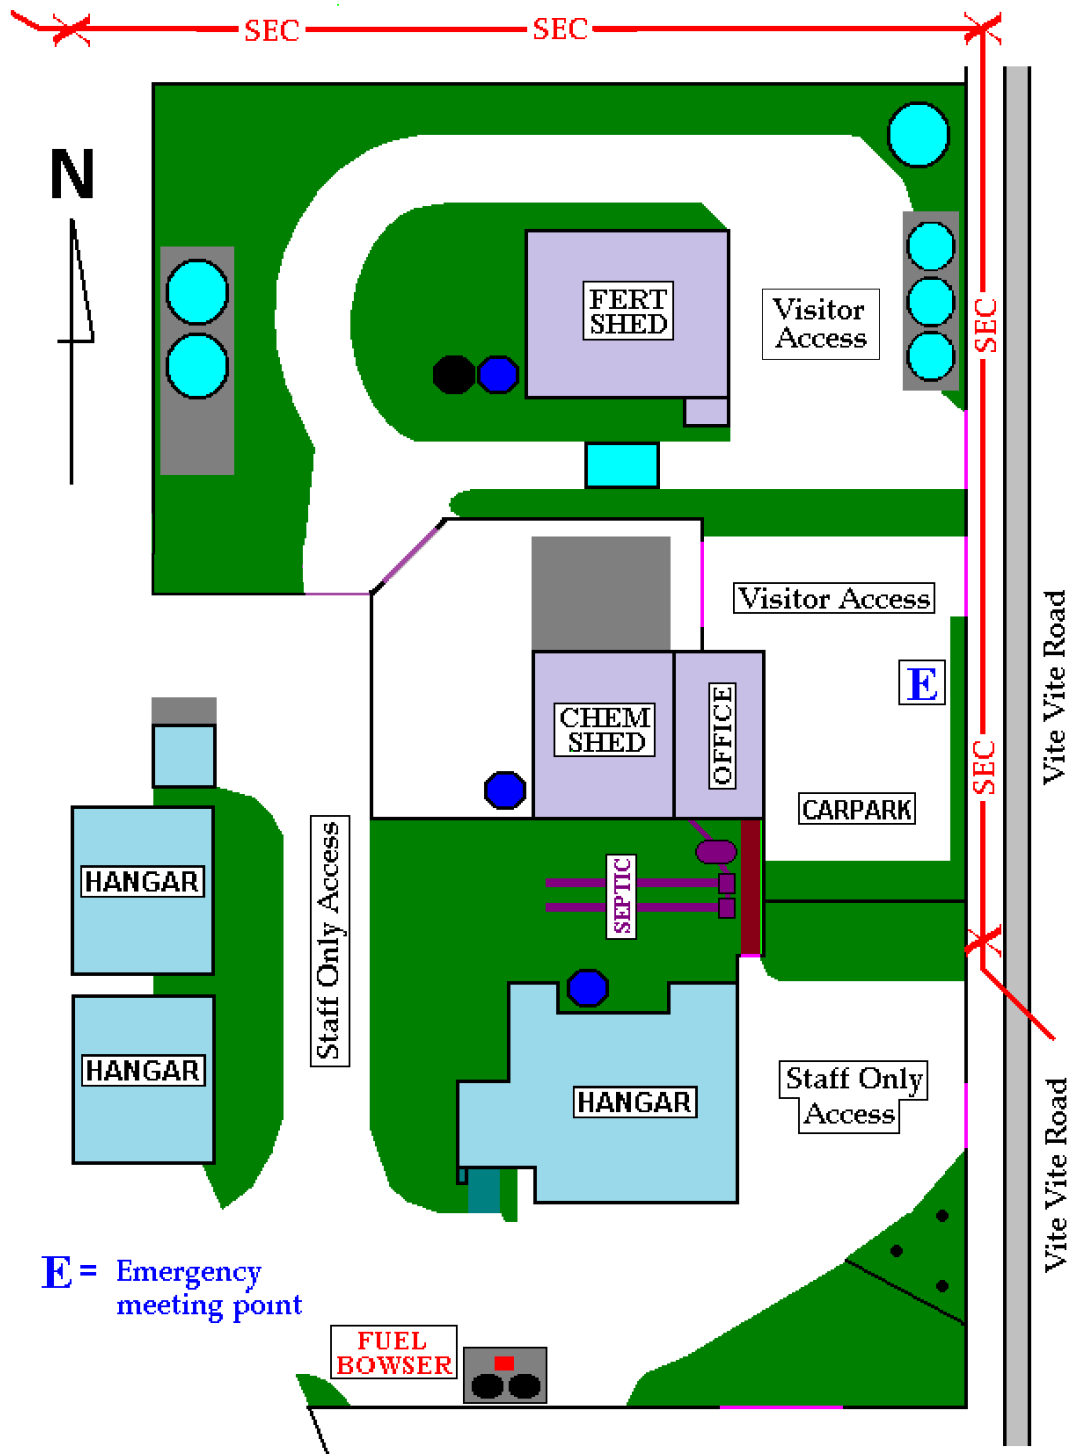 SEC
SEC
N
FERT
SHED
Visitor
Access
SEC
Visitor Access
Vite Vite Road
E
CHEM
SHED
OFFICE
SEC
CARPARK
HANGAR
Staff Only Access
SEPTIC
HANGAR
HANGAR
Staff Only
Access
Vite Vite Road
E = Emergency
meeting point
FUEL
BOWSER